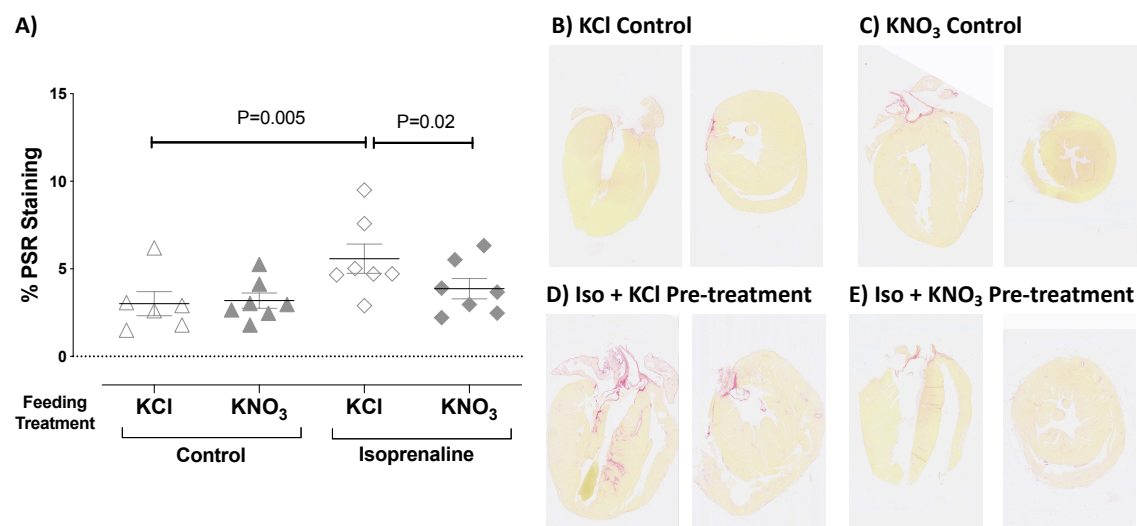 A)
15
P=0.005
P=0.02
10
% PSR Staining
5
0
Feeding
Treatment
KCl
KNO₃
KCl
KNO₃
Control
Isoprenaline
B) KCl Control
C) KNO₃ Control
D) Iso + KCl Pre-treatment
E) Iso + KNO₃ Pre-treatment